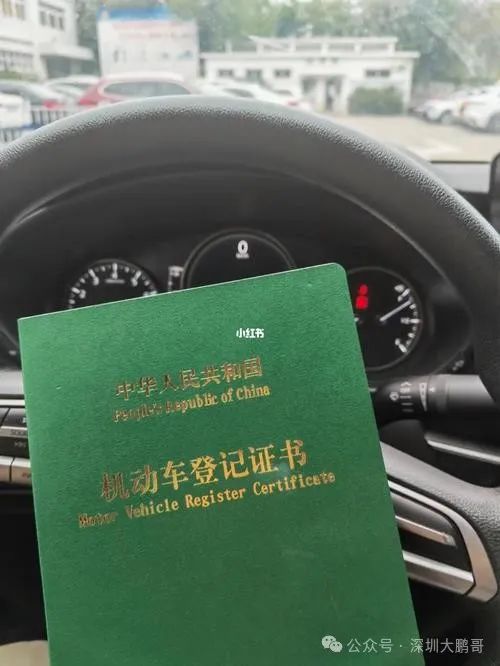 0
小红书
中华人民共和国
People's Republic of China
机动车登记证书
Motor Vehicle Register Certificate
公众号·深圳大鹏哥